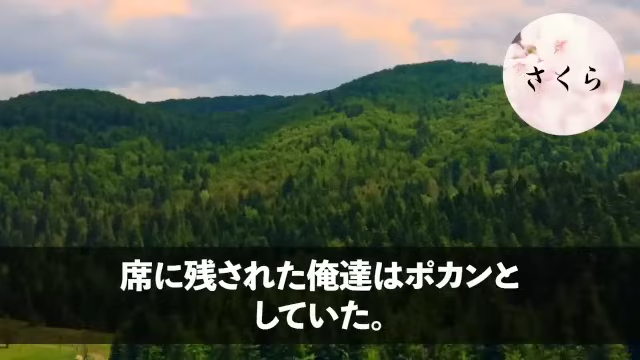 さくら
席に残された俺達はポカンと
していた。